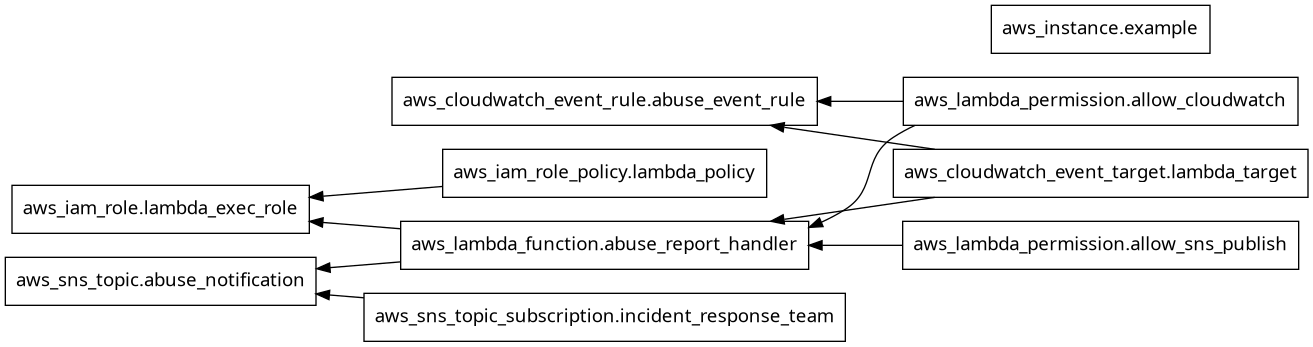 aws_instance.example
aws_cloudwatch_event_rule.abuse_event_rule
aws_lambda_permission.allow_cloudwatch
aws_iam_role_policy.lambda_policy
aws_cloudwatch_event_target.lambda_target
aws_iam_role.lambda_exec_role
aws_lambda_function.abuse_report_handler
aws_lambda_permission.allow_sns_publish
aws_sns_topic.abuse_notification
aws_sns_topic_subscription.incident_response_team